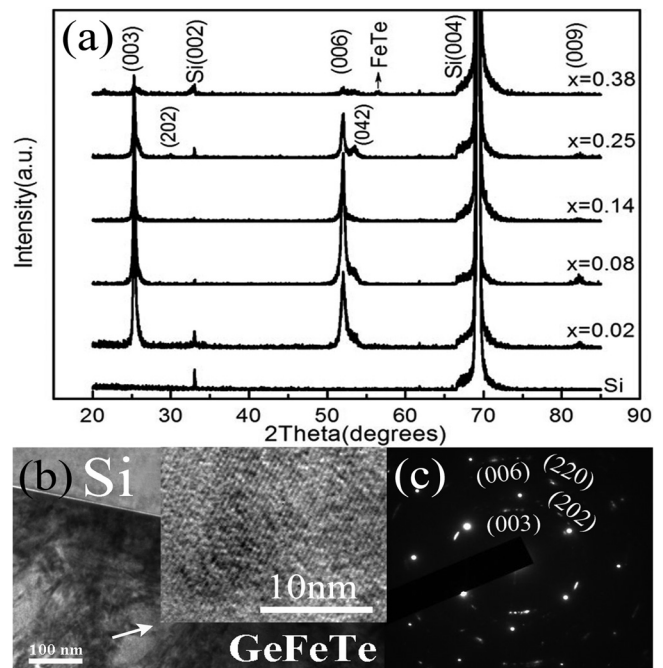 (a)
(003)
Si(002)
(006)
FeTe
Si(004)
(009)
x=0.38
(202)
(042)
x=0.25
x=0.14
x=0.08
x=0.02
Si
Intensity(a.u.)
20 30 40 50 60 70 80 90
2Theta(degrees)
(b) Si
10nm
100 nm
GeFeTe
(c)
(006) (220)
(202)
(003)